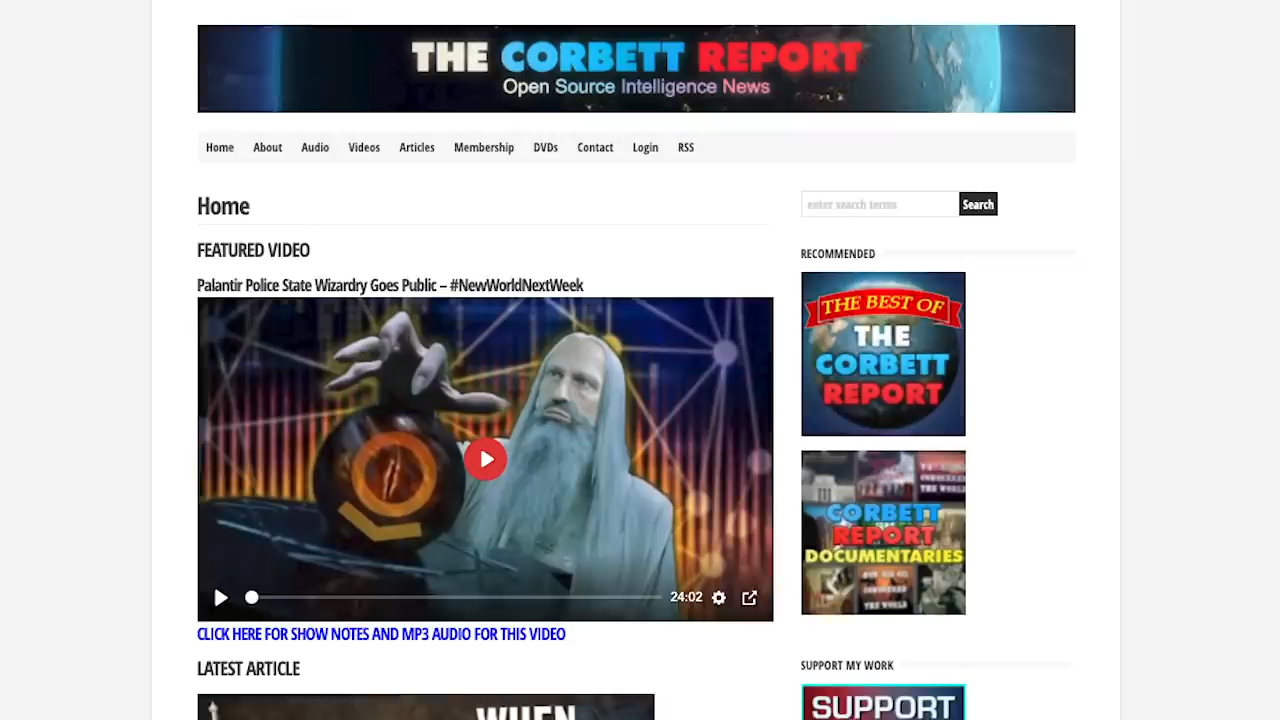 THE CORBETT REPORT
Open Source Intelligence News
Home About Audio Videos Articles Membership DVDs Contact Login RSS
Home
enter search terms Search
FEATURED VIDEO
RECOMMENDED
Palantir Police State Wizardry Goes Public – #NewWorldNextWeek
THE BEST OF
THE
CORBETT
REPORT
24:02
CORBETT
REPORT
DOCUMENTARIES
CLICK HERE FOR SHOW NOTES AND MP3 AUDIO FOR THIS VIDEO
LATEST ARTICLE
SUPPORT MY WORK
SUPPORT
WHEN